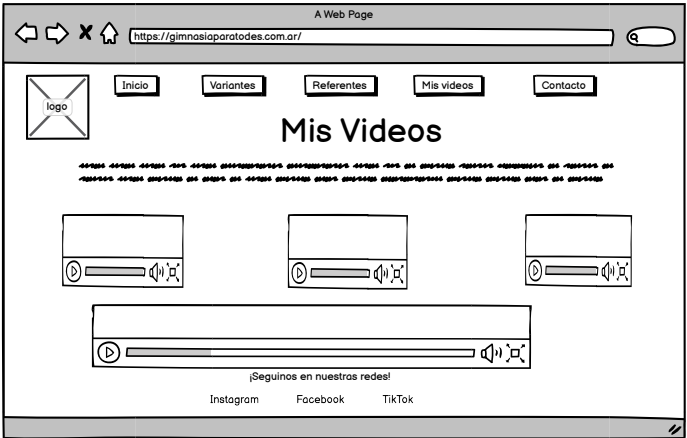 A Web Page
https://gimnasiaparatodes.com.ar/
logo
Inicio
Variantes
Referentes
Mis videos
Contacto
Mis Videos
¡Seguinos en nuestras redes!
Instagram
Facebook
TikTok